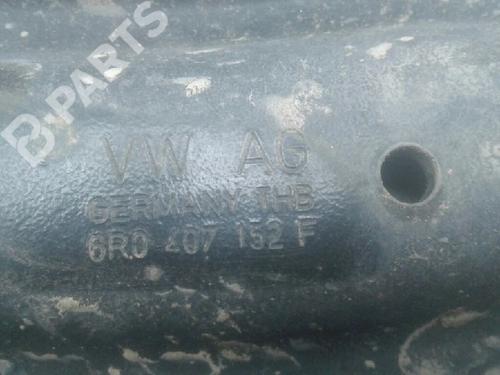 B-PARTS
VW AG
GERMANY THB
6R0 407 152 F